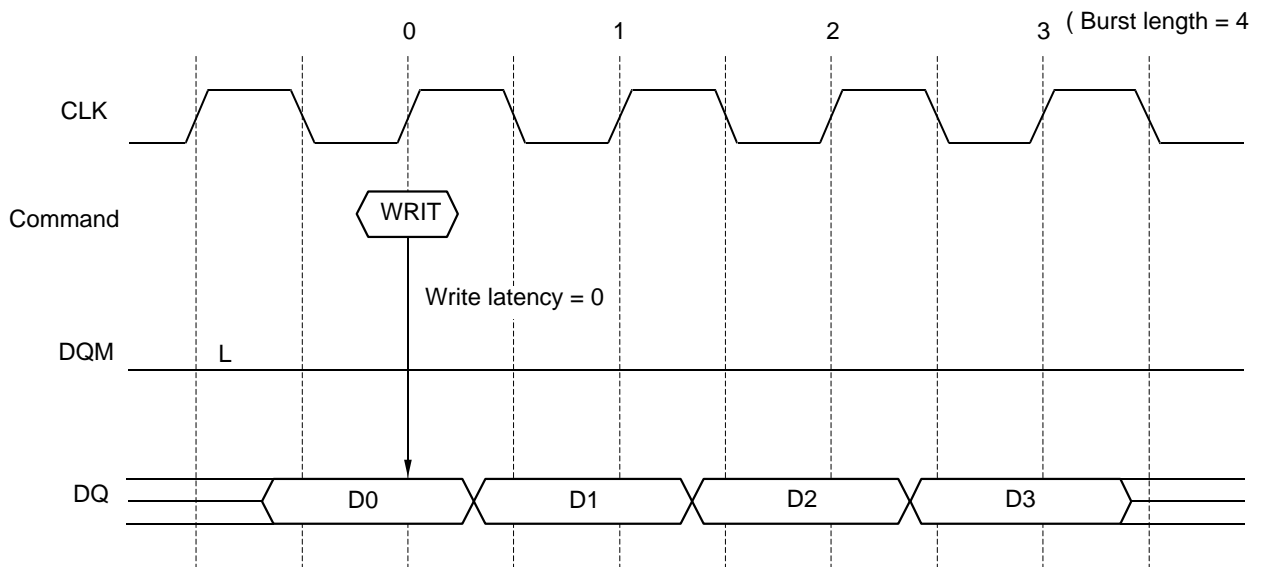 0 1 2 3 ( Burst length = 4
CLK
WRIT
Command
Write latency = 0
DQM L
DQ D0 D1 D2 D3